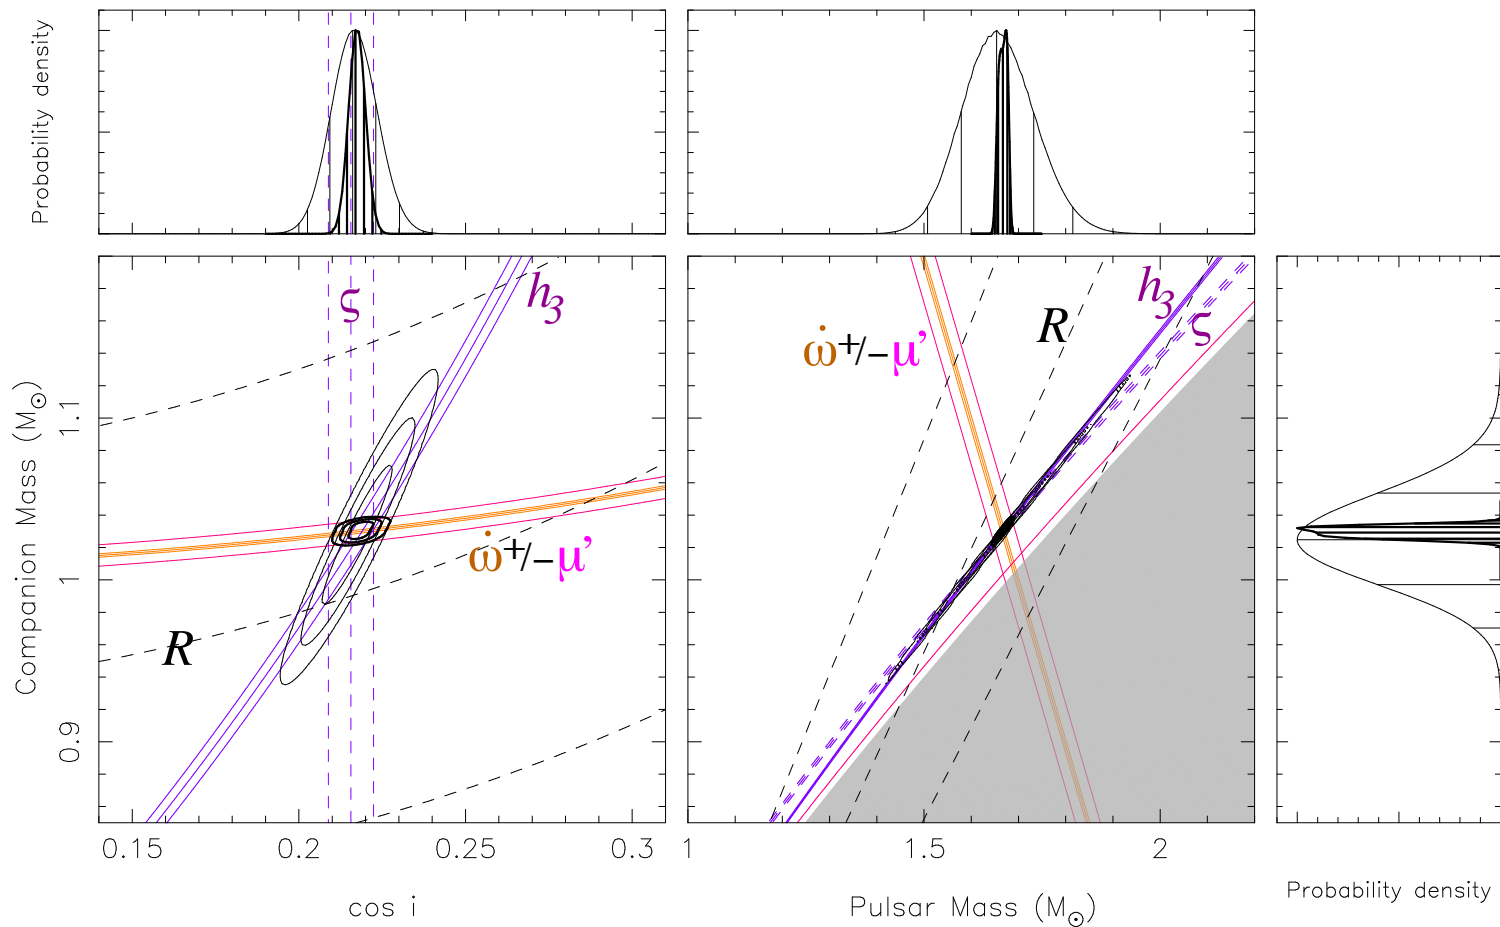 Probability density
ς
h3
ω̇+/−μ'
R
Companion Mass (M⊙)
1.1
1
0.9
0.15
0.2
0.25
0.3
cos i
h3
ς
R
ω̇+/−μ'
1
1.5
2
Pulsar Mass (M⊙)
Probability density